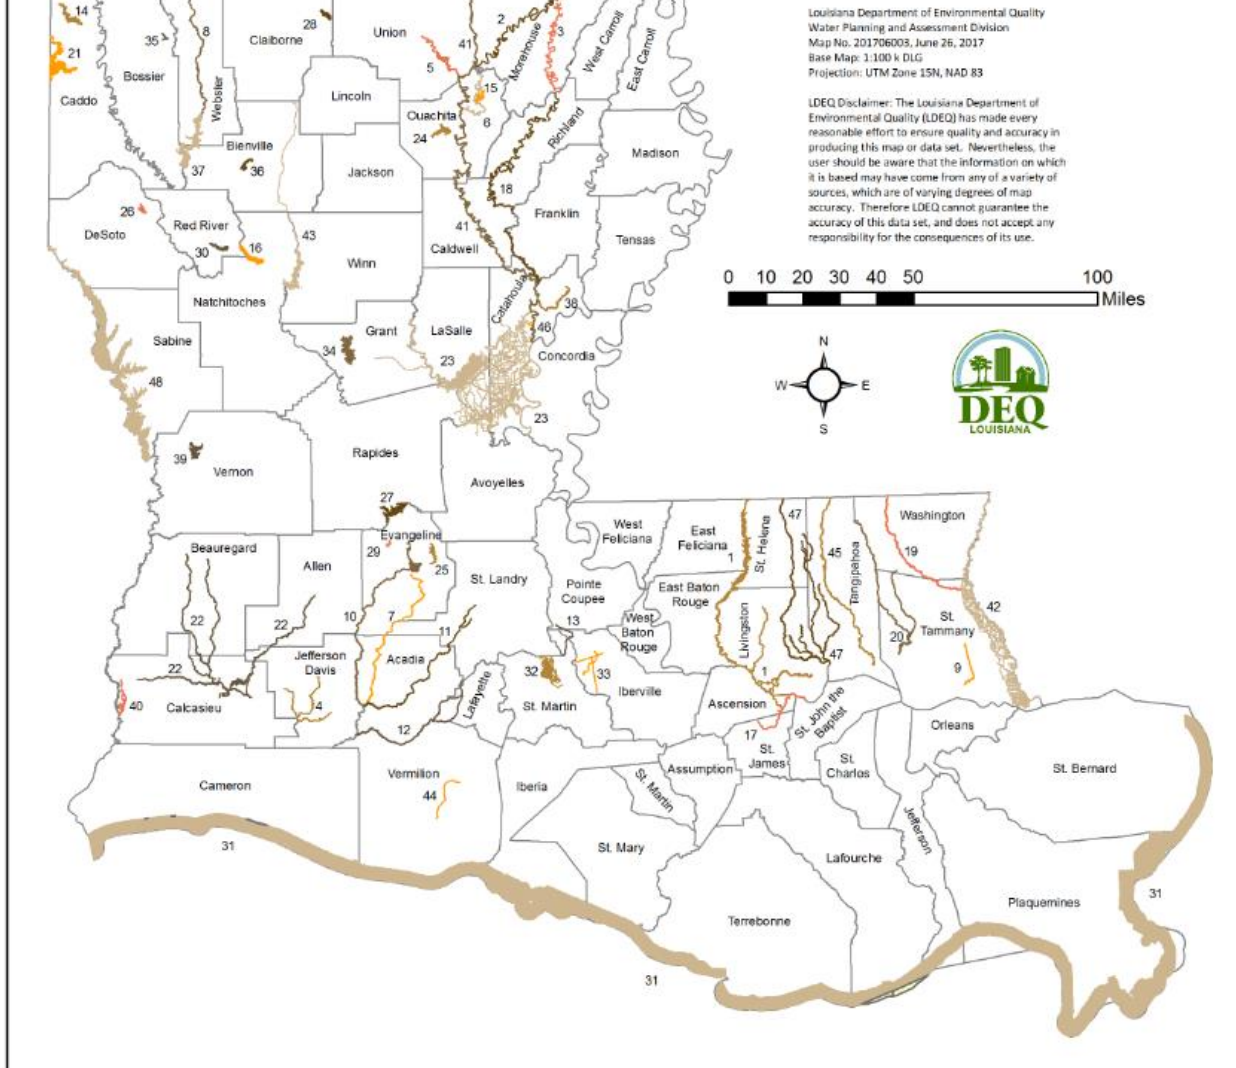 Louisiana Department of Environmental Quality
Water Planning and Assessment Division
Map No. 201706003, June 26, 2017
Base Map: 1:100 k DLG
Projection: UTM Zone 15N, NAD 83
LDEQ Disclaimer: The Louisiana Department of
Environmental Quality (LDEQ) has made every
reasonable effort to ensure quality and accuracy in
producing this map or data set. Nevertheless, the
user should be aware that the information on which
it is based may have come from any of a variety of
sources, which are of varying degrees of map
accuracy. Therefore LDEQ cannot guarantee the
accuracy of this data set, and does not accept any
responsibility for the consequences of its use.
0 10 20 30 40 50 100
Miles
N
W E
S
DEQ
LOUISIANA
14
21
35
8
28
Claiborne
Union
5
41
2
Morehouse
3
West Carroll
East Carroll
Bossier
Caddo
Webster
Lincoln
Ouachita
24
15
6
Richland
Madison
Bienville
37
36
Jackson
18
Franklin
Tensas
26
DeSoto
Red River
30
16
43
Winn
41
Caldwell
Natchitoches
Catahoula
38
46
Sabine
34
Grant
LaSalle
23
Concordia
48
23
39
Vernon
Rapides
Avoyelles
27
Evangeline
29
25
Beauregard
Allen
St. Landry
West
Feliciana
East
Feliciana
1
St. Helena
47
45
Tangipahoa
Washington
19
42
22
22
10
7
11
Pointe
Coupee
13
East Baton
Rouge
West
Baton
Rouge
Livingston
47
20
St.
Tammany
9
22
40
Calcasieu
Jefferson
Davis
4
Acadia
12
Lafayette
32
St. Martin
33
Iberville
1
Ascension
17
St.
James
St. John the
Baptist
St.
Charles
Orleans
St. Bernard
Cameron
Vermilion
44
Iberia
St. Martin
Assumption
Jefferson
31
St. Mary
Lafourche
Terrebonne
Plaquemines
31
31